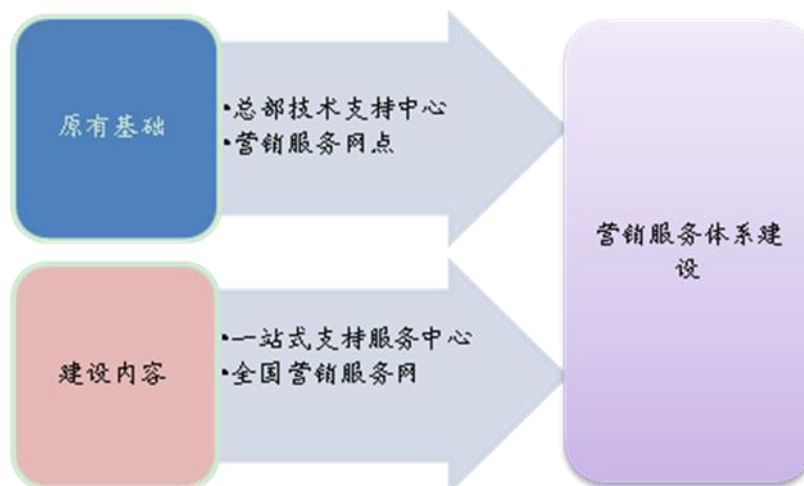 原有基础
•总部技术支持中心
•营销服务网点
营销服务体系建
设
建设内容
•一站式支持服务中心
•全国营销服务网